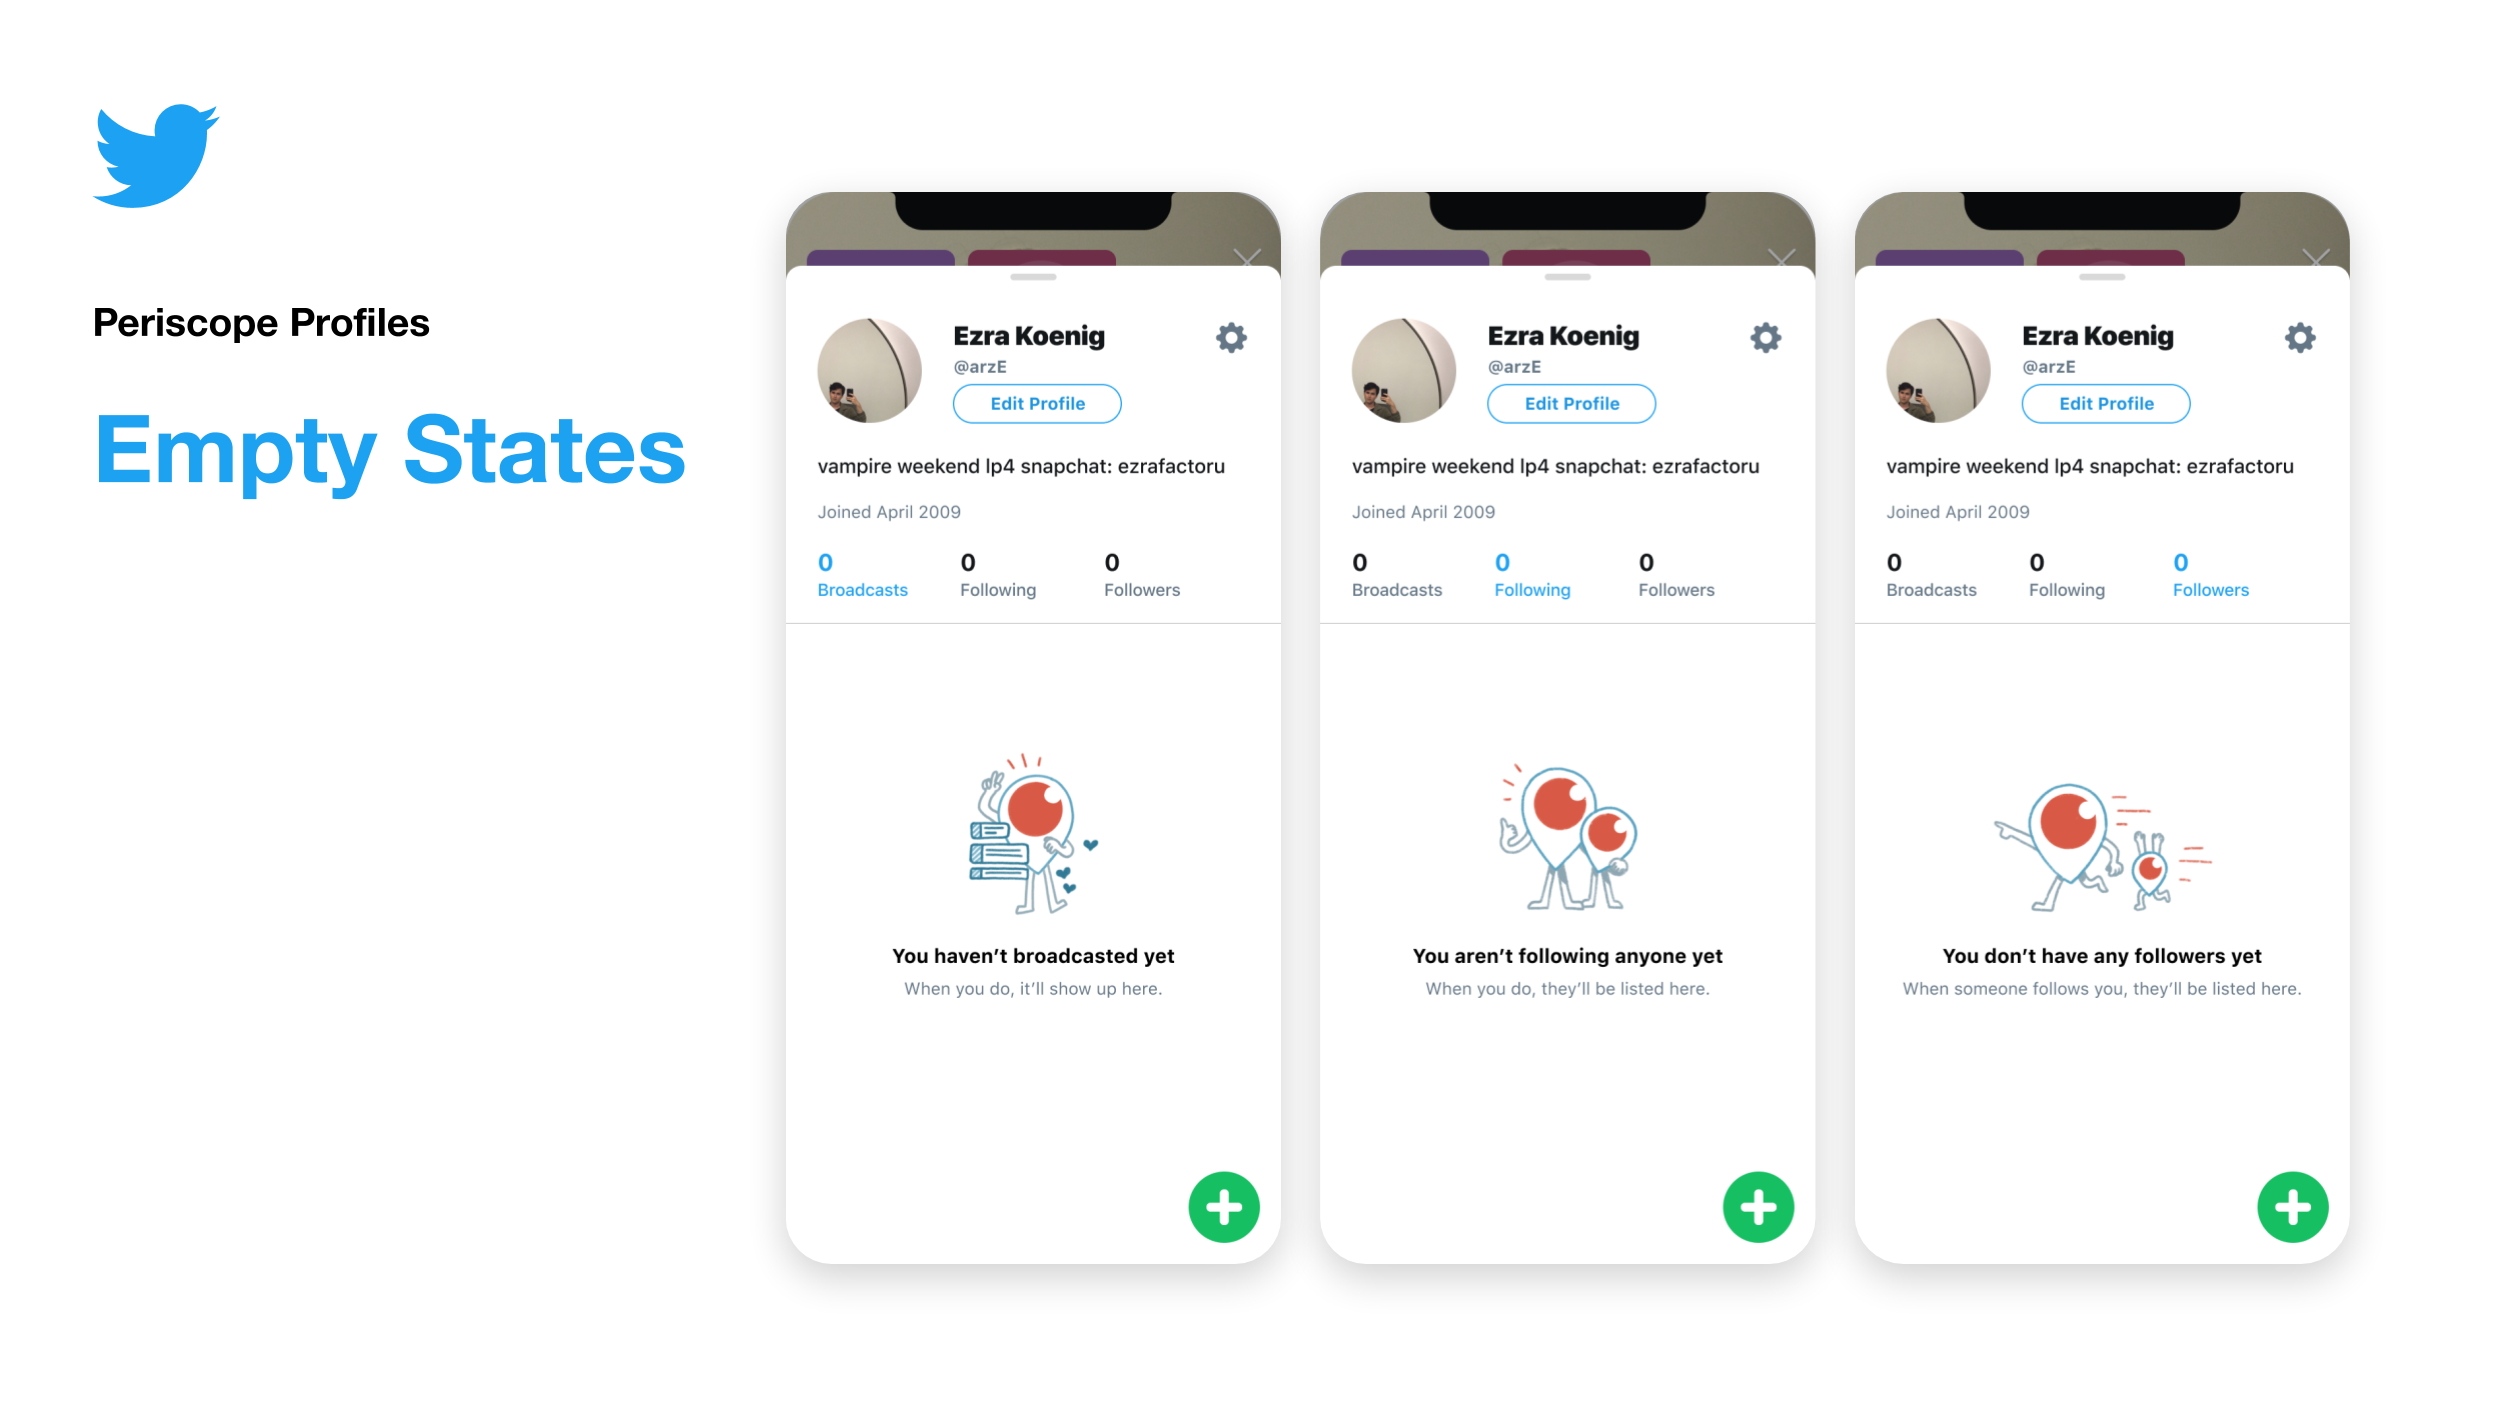 Periscope Profiles
Empty States
Ezra Koenig
@arzE
Edit Profile
vampire weekend lp4 snapchat: ezrafactoru
Joined April 2009
0 0 0
Broadcasts Following Followers
You haven’t broadcasted yet
When you do, it’ll show up here.
Ezra Koenig
@arzE
Edit Profile
vampire weekend lp4 snapchat: ezrafactoru
Joined April 2009
0 0 0
Broadcasts Following Followers
You aren’t following anyone yet
When you do, they’ll be listed here.
Ezra Koenig
@arzE
Edit Profile
vampire weekend lp4 snapchat: ezrafactoru
Joined April 2009
0 0 0
Broadcasts Following Followers
You don’t have any followers yet
When someone follows you, they’ll be listed here.